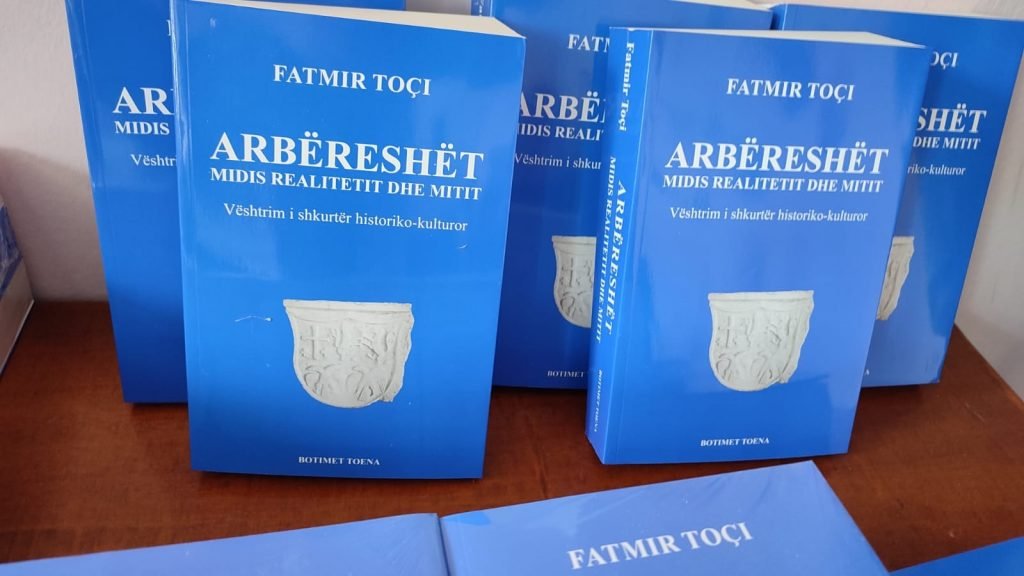 FATMIR TOÇI
ARBËRESHËT
MIDIS REALITETIT DHE MITIT
Vështrim i shkurtër historiko-kulturor
BOTIMET TOENA
Fatmir Toçi
ARBËRESHËT
MIDIS REALITETIT DHE MITIT
BOTIMET TOENA
FATMIR TOÇI
ARBËRESHËT
MIDIS REALITETIT DHE MITIT
Vështrim i shkurtër historiko-kulturor
BOTIMET TOENA
FATMIR TOÇI